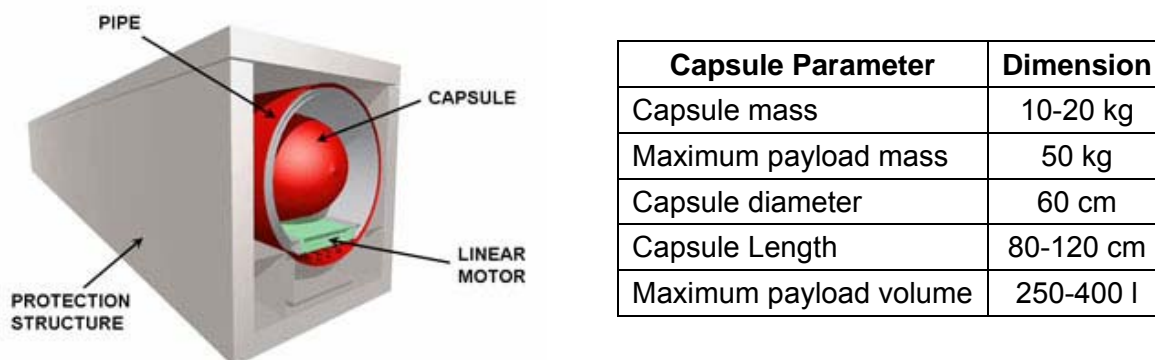 PIPE
CAPSULE
LINEAR
MOTOR
PROTECTION
STRUCTURE
Capsule Parameter Dimension
Capsule mass 10-20 kg
Maximum payload mass 50 kg
Capsule diameter 60 cm
Capsule Length 80-120 cm
Maximum payload volume 250-400 l